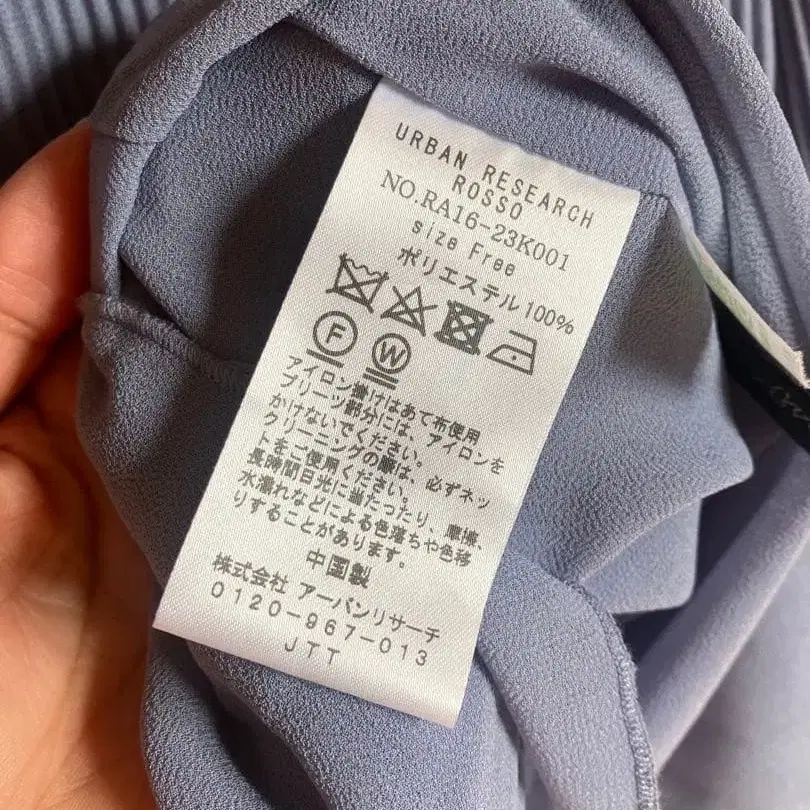 URBAN RESEARCH
ROSSO
NO.RA16-23K001
size Free
ポリエステル100%
F
W
アイロン掛けはあて布使用
プリーツ部分には、アイロンを
かけないでください。
クリーニングの際は、必ずネッ
トをご使用ください。
長時間日光に当たったり、摩擦、
水濡れなどによる色落ちや色移
りすることがあります。
中国製
株式会社 アーバンリサーチ
0120-967-013
JTT